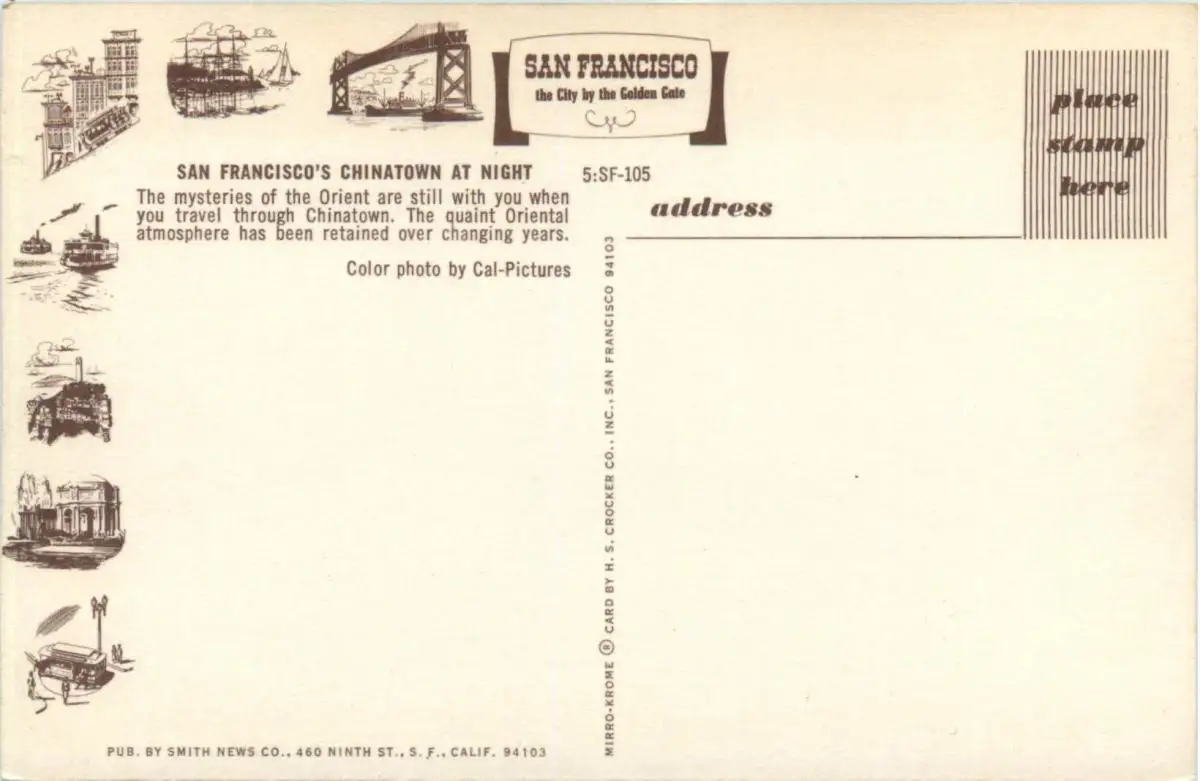 SAN FRANCISCO
the City by the Golden Gate
place
stamp
here
SAN FRANCISCO'S CHINATOWN AT NIGHT
5:SF-105
The mysteries of the Orient are still with you when
you travel through Chinatown. The quaint Oriental
atmosphere has been retained over changing years.
Color photo by Cal-Pictures
address
MIRRO-KROME ® CARD BY H. S. CROCKER CO., INC., SAN FRANCISCO 94103
PUB. BY SMITH NEWS CO., 460 NINTH ST., S. F., CALIF. 94103